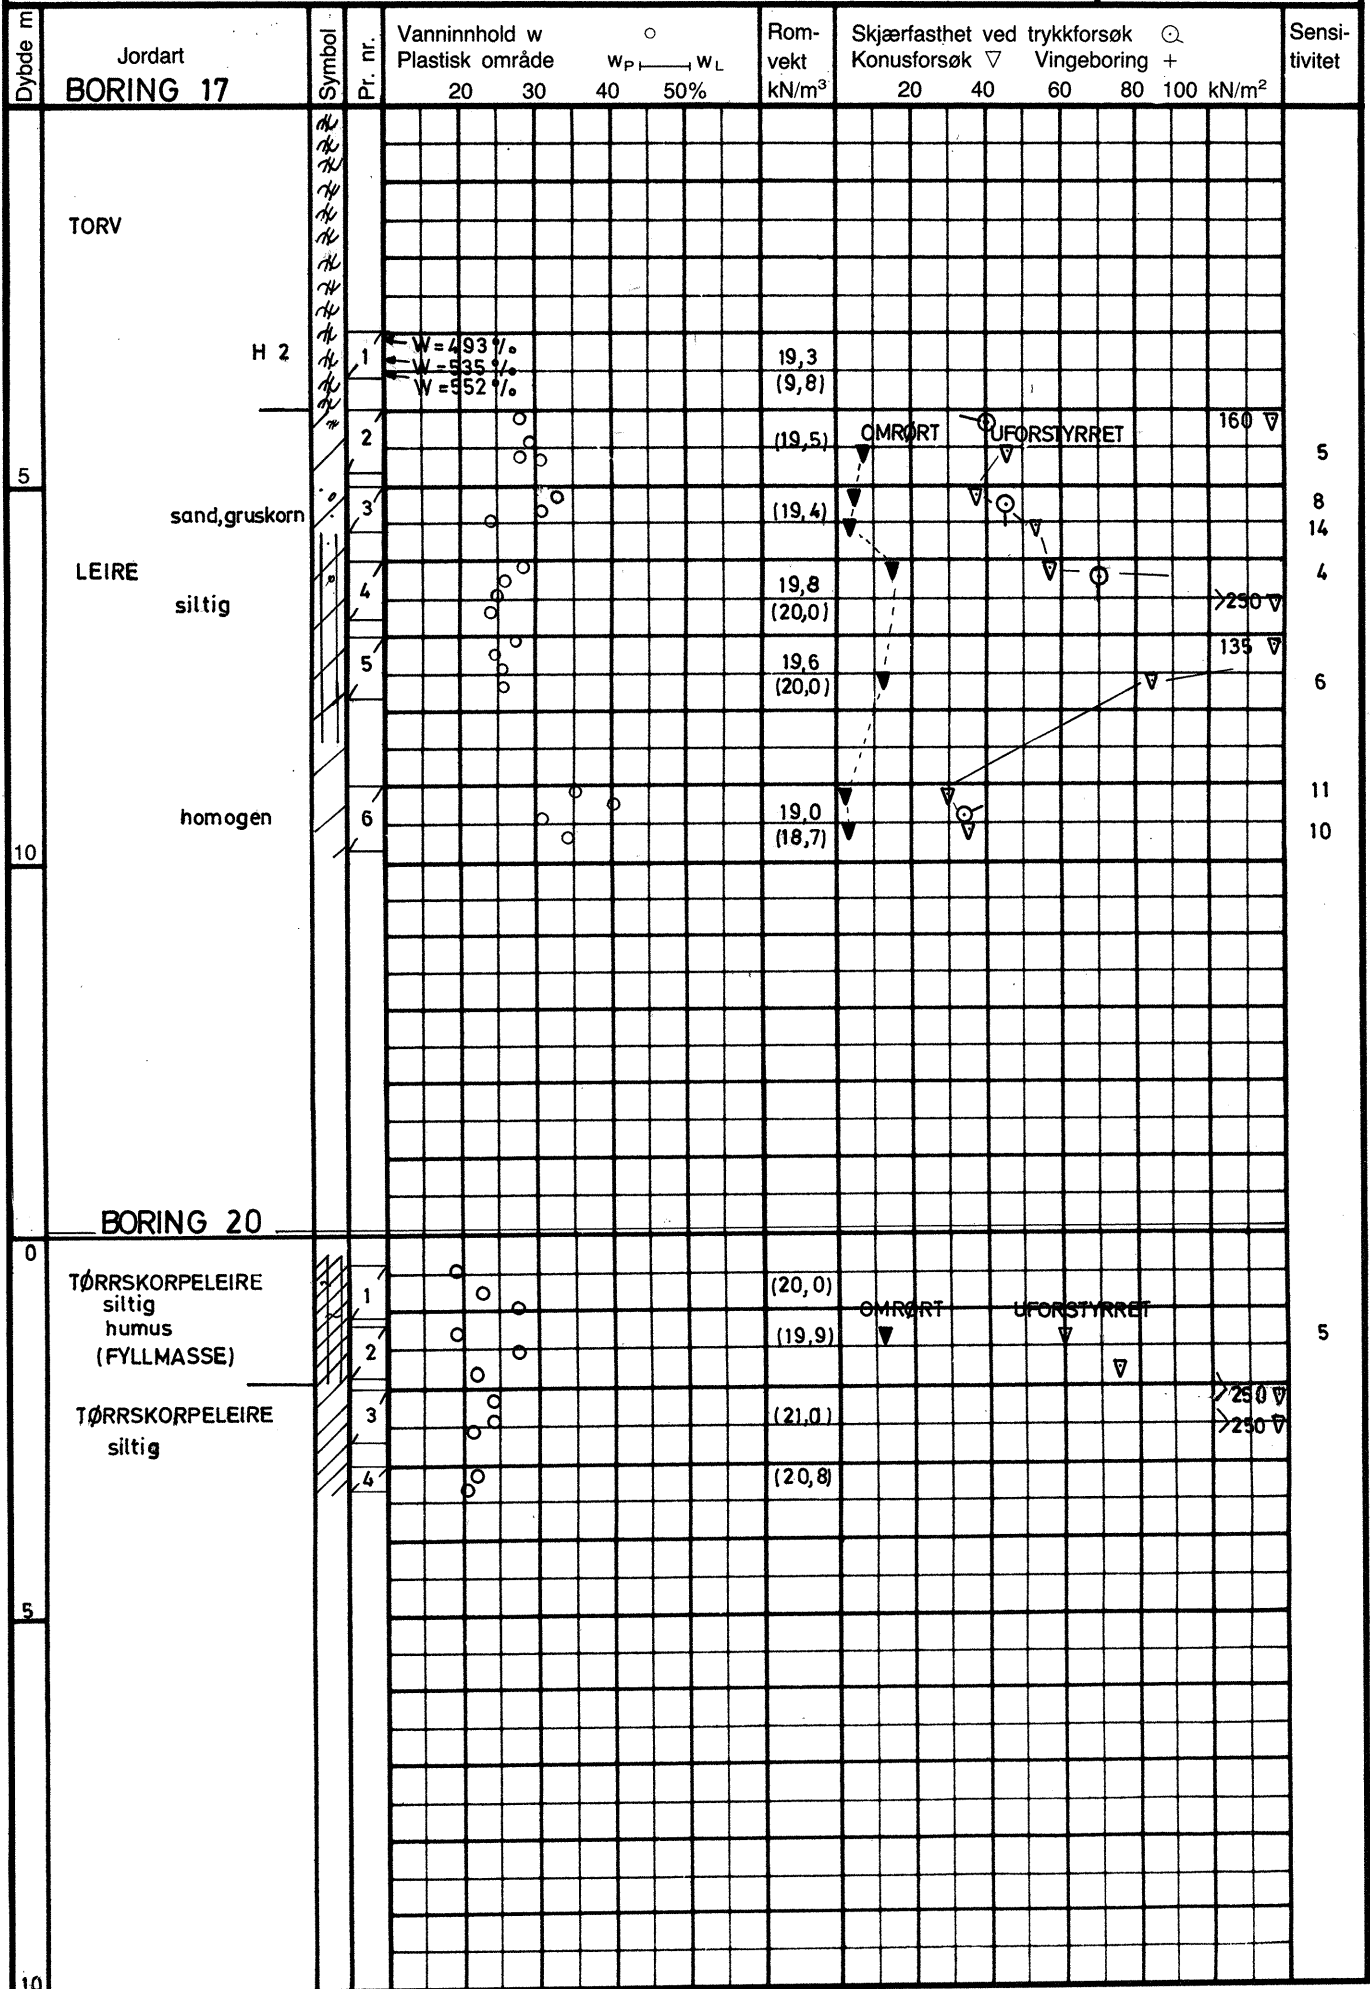 Dybde m
Jordart
BORING 17
Symbol
Pr. nr.
Vanninnhold w
Plastisk område wP wL
20 30 40 50%
Rom-
vekt
kN/m³
Skjærfasthet ved trykkforsøk
Konusforsøk ▽ Vingeboring +
20 40 60 80 100 kN/m²
Sensi-
tivitet
TORV
H 2
1
W=493%
W=535%
W=552%
19,3
(9,8)
160
2
(19,5)
OMRØRT UFORSTYRRET
5
5
3
sand,gruskorn
(19,4)
8
14
LEIRE
siltig
4
19,8
(20,0)
4
>250
135
5
19,6
(20,0)
6
homogen
6
19,0
(18,7)
11
10
10
BORING 20
0
TØRRSKORPELEIRE
siltig
humus
(FYLLMASSE)
1
(20,0)
OMRØRT UFORSTYRRET
2
(19,9)
5
>250
TØRRSKORPELEIRE
siltig
3
(21,0)
>250
4
(20,8)
5
10